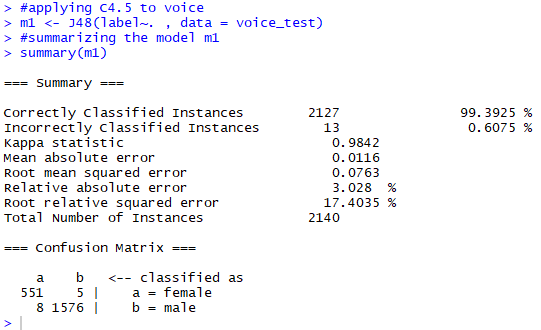 > #applying C4.5 to voice
> m1 <- J48(label~. , data = voice_test)
> #summarizing the model m1
> summary(m1)
=== Summary ===
Correctly Classified Instances 2127 99.3925 %
Incorrectly Classified Instances 13 0.6075 %
Kappa statistic 0.9842
Mean absolute error 0.0116
Root mean squared error 0.0763
Relative absolute error 3.028 %
Root relative squared error 17.4035 %
Total Number of Instances 2140
=== Confusion Matrix ===
a b <-- classified as
551 5 | a = female
8 1576 | b = male
>